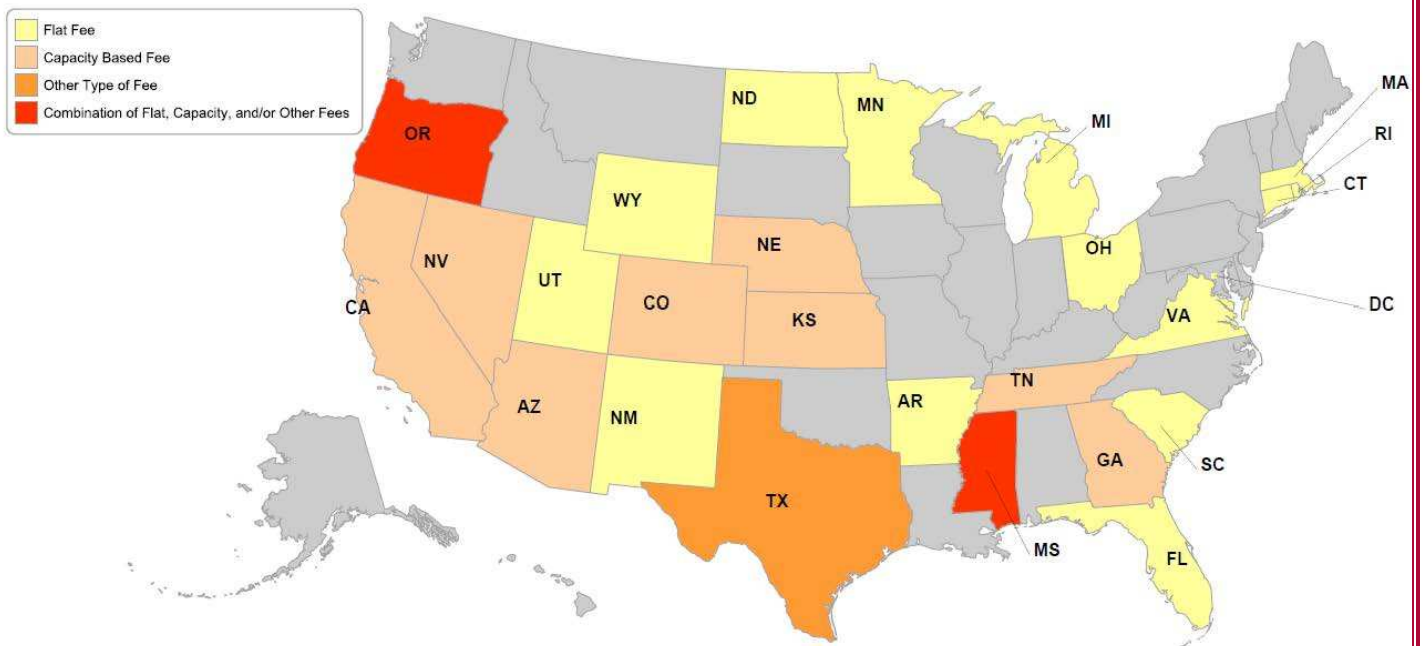 Flat Fee
Capacity Based Fee
Other Type of Fee
Combination of Flat, Capacity, and/or Other Fees
MA
ND
MN
MI
OR
RI
CT
WY
NE
OH
NV
UT
CO
DC
CA
KS
VA
TN
AZ
AR
NM
GA
SC
TX
MS
FL